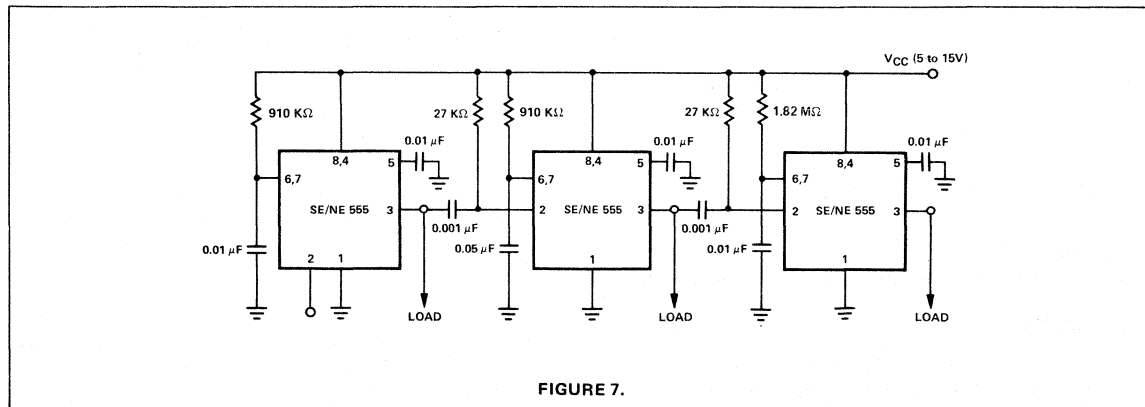 VCC (5 to 15V)
910 KΩ
27 KΩ
910 KΩ
27 KΩ
1.82 MΩ
0.01 µF
0.01 µF
0.01 µF
8,4
5
8,4
5
8,4
5
6,7
6,7
6,7
SE/NE 555
3
2
SE/NE 555
3
2
SE/NE 555
3
0.001 µF
0.001 µF
0.01 µF
0.05 µF
0.01 µF
2
1
1
1
LOAD
LOAD
LOAD
FIGURE 7.